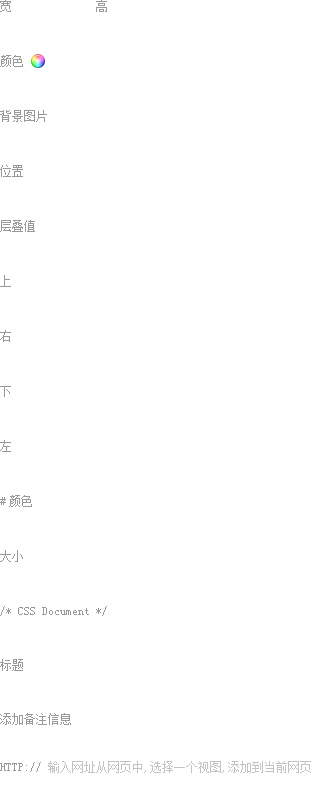 宽 高
颜色
背景图片
位置
层叠值
上
右
下
左
# 颜色
大小
/* CSS Document */
标题
添加备注信息
HTTP:// 输入网址从网页中, 选择一个视图, 添加到当前网页